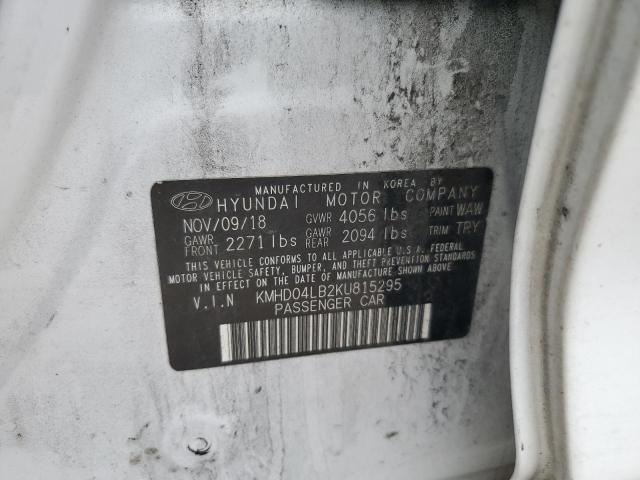 MANUFACTURED IN KOREA BY
HYUNDAI MOTOR COMPANY
NOV/09/18 GVWR 4056 lbs PAINT WAW
GAWR FRONT 2271 lbs GAWR REAR 2094 lbs TRIM TRY
THIS VEHICLE CONFORMS TO ALL APPLICABLE U.S.A. FEDERAL
MOTOR VEHICLE SAFETY, BUMPER, AND THEFT PREVENTION STANDARDS
IN EFFECT ON THE DATE OF MANUFACTURE SHOWN ABOVE.
V.I.N KMHD04LB2KU815295
PASSENGER CAR